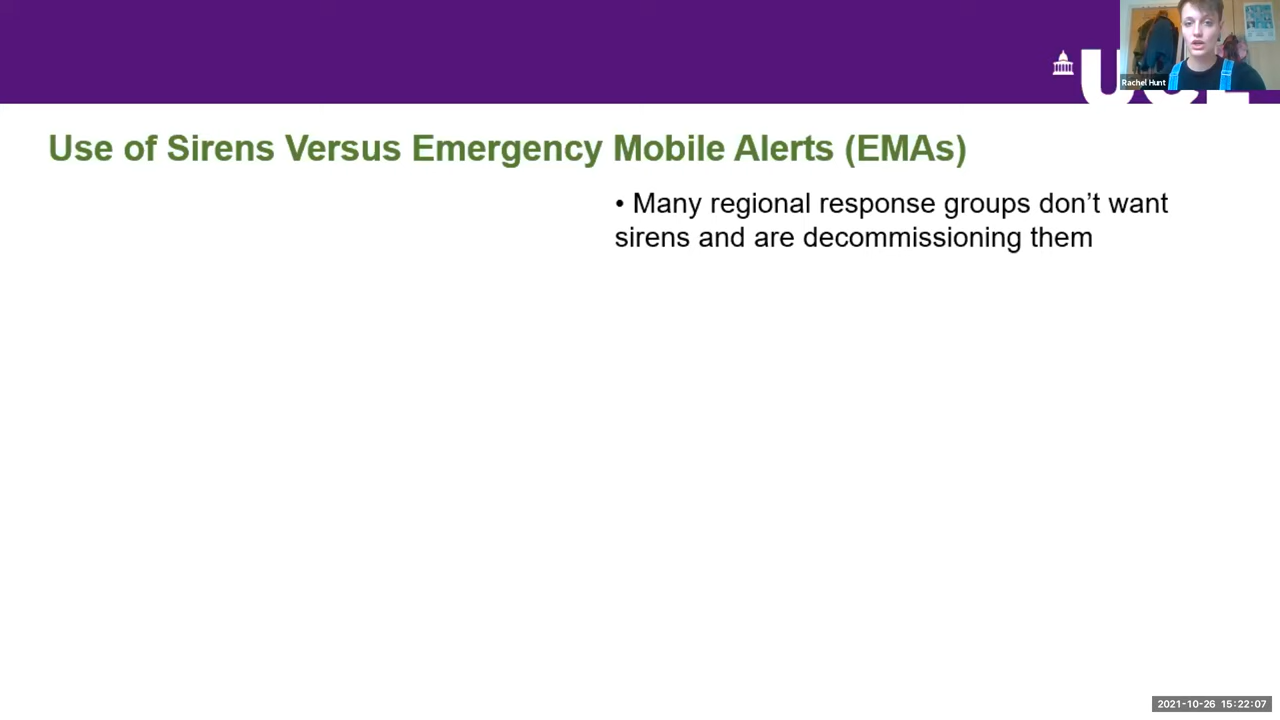 Rachel Hunt
Use of Sirens Versus Emergency Mobile Alerts (EMAs)
• Many regional response groups don’t want
sirens and are decommissioning them
2021-10-26 15:22:07